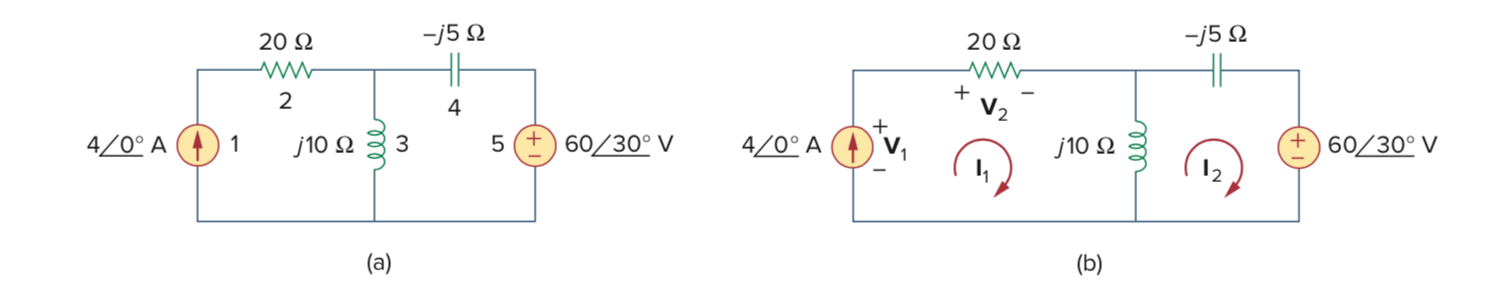 20 Ω
−j5 Ω
2
4
4∠0° A
1
j10 Ω
3
5
+
−
60∠30° V
(a)
20 Ω
−j5 Ω
+ V₂ −
4∠0° A
+
V₁
−
I₁
j10 Ω
I₂
+
−
60∠30° V
(b)